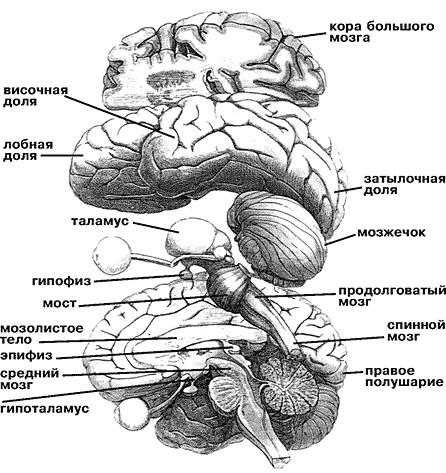 кора большого
мозга
височная
доля
лобная
доля
затылочная
доля
таламус
мозжечок
гипофиз
мост
продолговатый
мозг
мозолистое
тело
спинной
мозг
эпифиз
средний
мозг
правое
полушарие
гипоталамус